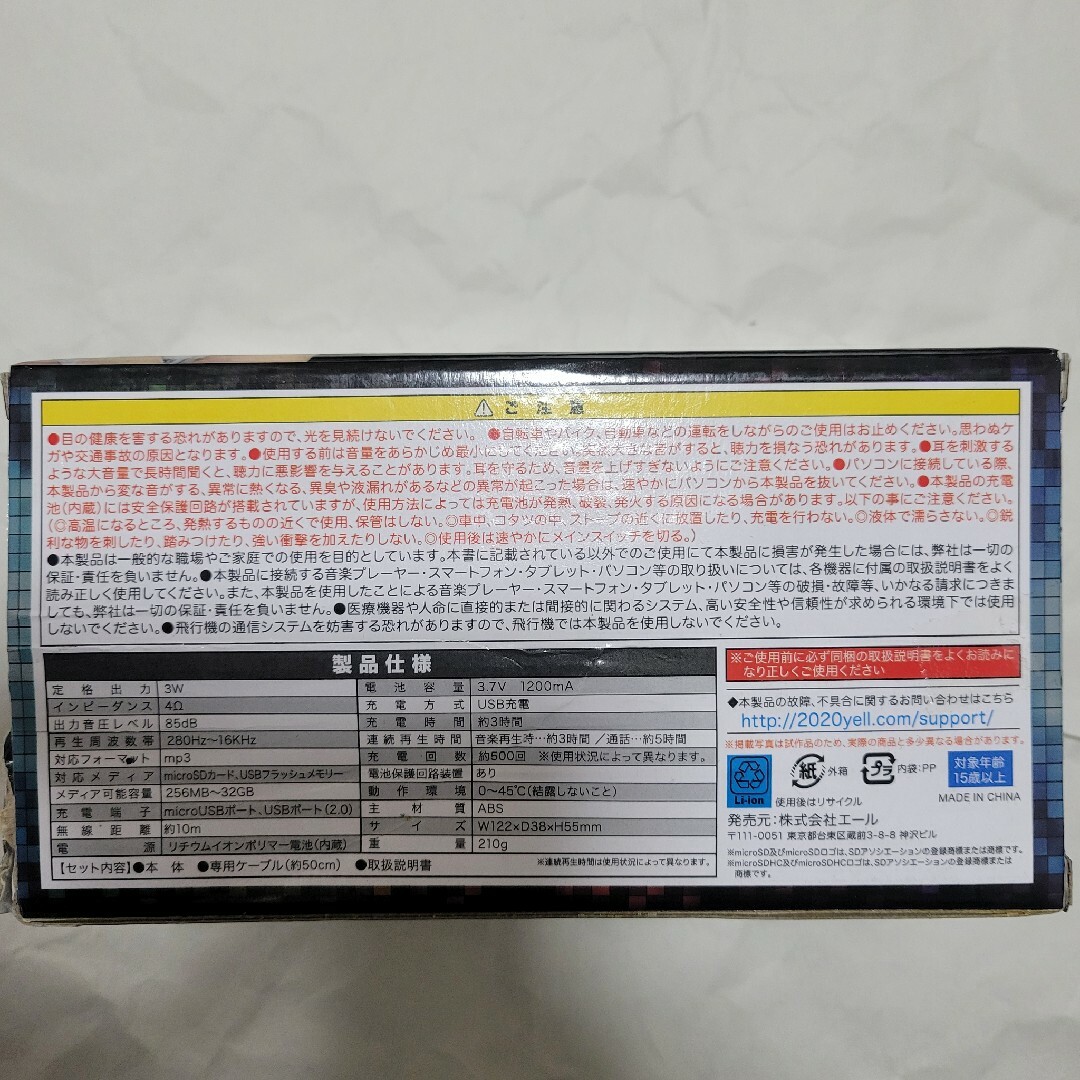 ⚠ご注意
●目の健康を害する恐れがありますので、光を見続けないでください。 ●自転車やバイク、自動車などの運転をしながらのご使用はお止めください。思わぬケ
ガや交通事故の原因となります。●使用する前は音量をあらかじめ最小にしてください。突然大きな音がすると、聴力を損なう恐れがあります。●耳を刺激する
ような大音量で長時間聞くと、聴力に悪影響を与えることがあります。耳を守るため、音量を上げすぎないようにご注意ください。●パソコンに接続している際、
本製品から変な音がする、異常に熱くなる、異臭や液漏れがあるなどの異常が起こった場合は、速やかにパソコンから本製品を抜いてください。●本製品の充電
池(内蔵)には安全保護回路が搭載されていますが、使用方法によっては充電池が発熱、破裂、発火する原因になる場合があります。以下の事にご注意ください。
(◎高温になるところ、発熱するものの近くで使用、保管はしない。◎車中、コタツの中、ストーブの近くに放置したり、充電を行わない。◎液体で濡らさない。◎鋭
利な物を刺したり、踏みつけたり、強い衝撃を加えたりしない。◎使用後は速やかにメインスイッチを切る。)
●本製品は一般的な職場やご家庭での使用を目的としています。本書に記載されている以外でのご使用にて本製品に損害が発生した場合には、弊社は一切の
保証・責任を負いません。●本製品に接続する音楽プレーヤー・スマートフォン・タブレット・パソコン等の取り扱いについては、各機器に付属の取扱説明書をよく
読み正しく使用してください。また、本製品を使用したことによる音楽プレーヤー・スマートフォン・タブレット・パソコン等の破損・故障等、いかなる請求につきま
しても、弊社は一切の保証・責任を負いません。●医療機器や人命に直接的または間接的に関わるシステム、高い安全性や信頼性が求められる環境下では使用
しないでください。●飛行機の通信システムを妨害する恐れがありますので、飛行機では本製品を使用しないでください。
製品仕様
定格出力 3W
インピーダンス 4Ω
出力音圧レベル 85dB
再生周波数帯 280Hz～16KHz
対応フォーマット mp3
対応メディア microSDカード、USBフラッシュメモリー
メディア可能容量 256MB～32GB
充電端子 microUSBポート、USBポート(2.0)
無線距離 約10m
電源 リチウムイオンポリマー電池(内蔵)
電池容量 3.7V 1200mA
充電方式 USB充電
充電時間 約3時間
連続再生時間 音楽再生時…約3時間／通話…約5時間
充電回数 約500回 ※使用状況によって異なります。
電池保護回路装置 あり
動作環境 0～45℃(結露しないこと)
主材質 ABS
サイズ W122×D38×H55mm
重量 210g
【セット内容】●本体 ●専用ケーブル(約50cm) ●取扱説明書
※連続再生時間は使用状況によって異なります。
※ご使用前に必ず同梱の取扱説明書をよくお読みに
なり正しくご使用ください
◆本製品の故障、不具合に関するお問い合わせはこちら
http://2020yell.com/support/
※掲載写真は試作品のため、実際の商品と多少異なる場合があります。
Li-ion
紙 外箱
プラ 内袋:PP
使用後はリサイクル
対象年齢
15歳以上
MADE IN CHINA
発売元:株式会社エール
〒111-0051 東京都台東区蔵前3-8-8 神沢ビル
※microSD及びmicroSDロゴは、SDアソシエーションの登録商標または商標です。
※microSDHC及びmicroSDHCロゴは、SDアソシエーションの登録商標または
商標です。